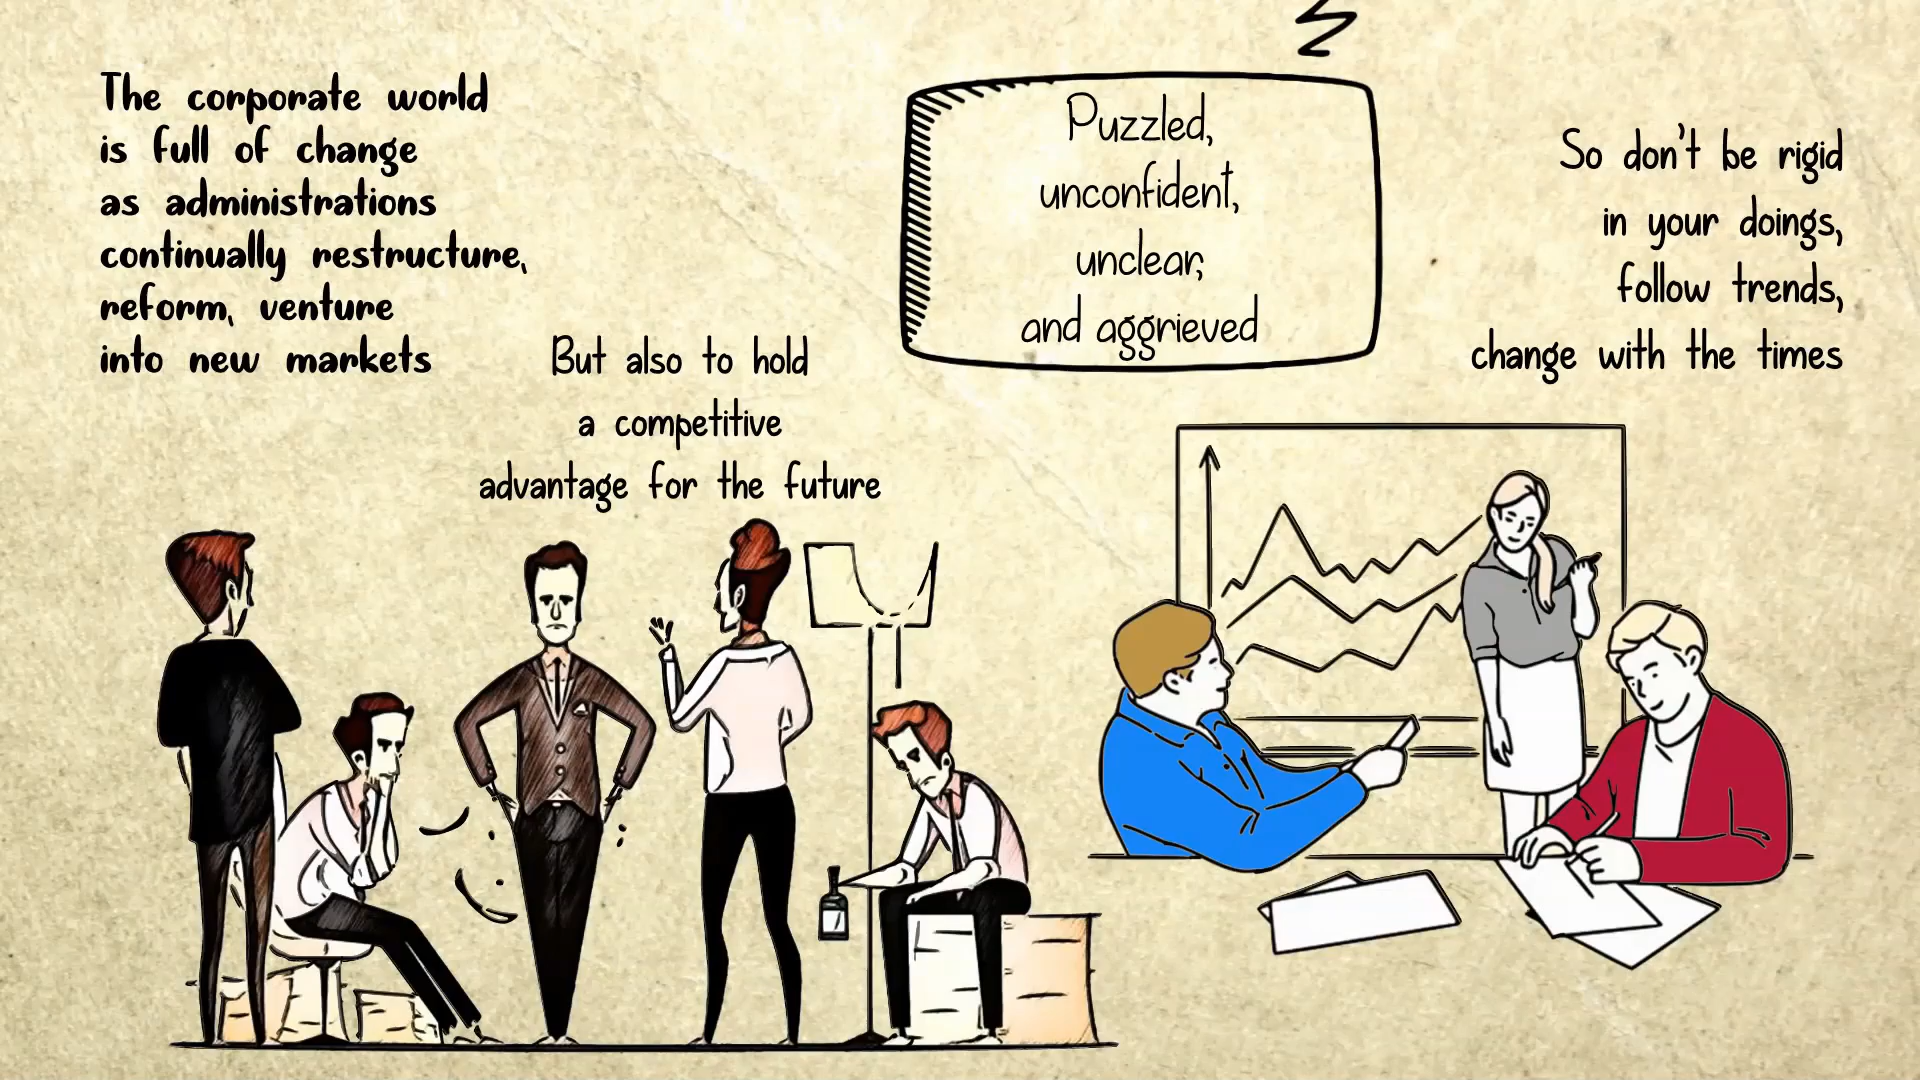 The corporate world
is full of change
as administrations
continually restructure,
reform, venture
into new markets
But also to hold
a competitive
advantage for the future
Puzzled,
unconfident,
unclear,
and aggrieved
So don't be rigid
in your doings,
follow trends,
change with the times